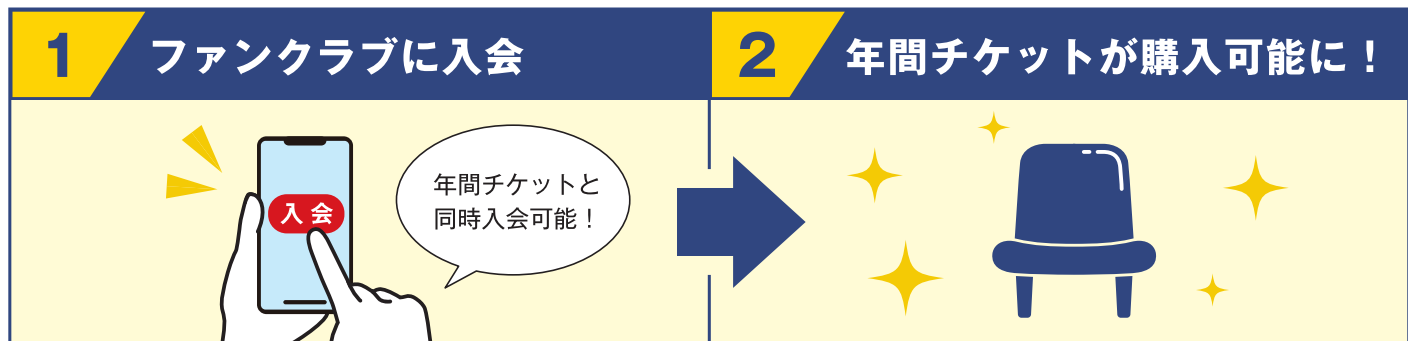 1 ファンクラブに入会
2 年間チケットが購入可能に！
入会
年間チケットと
同時入会可能！